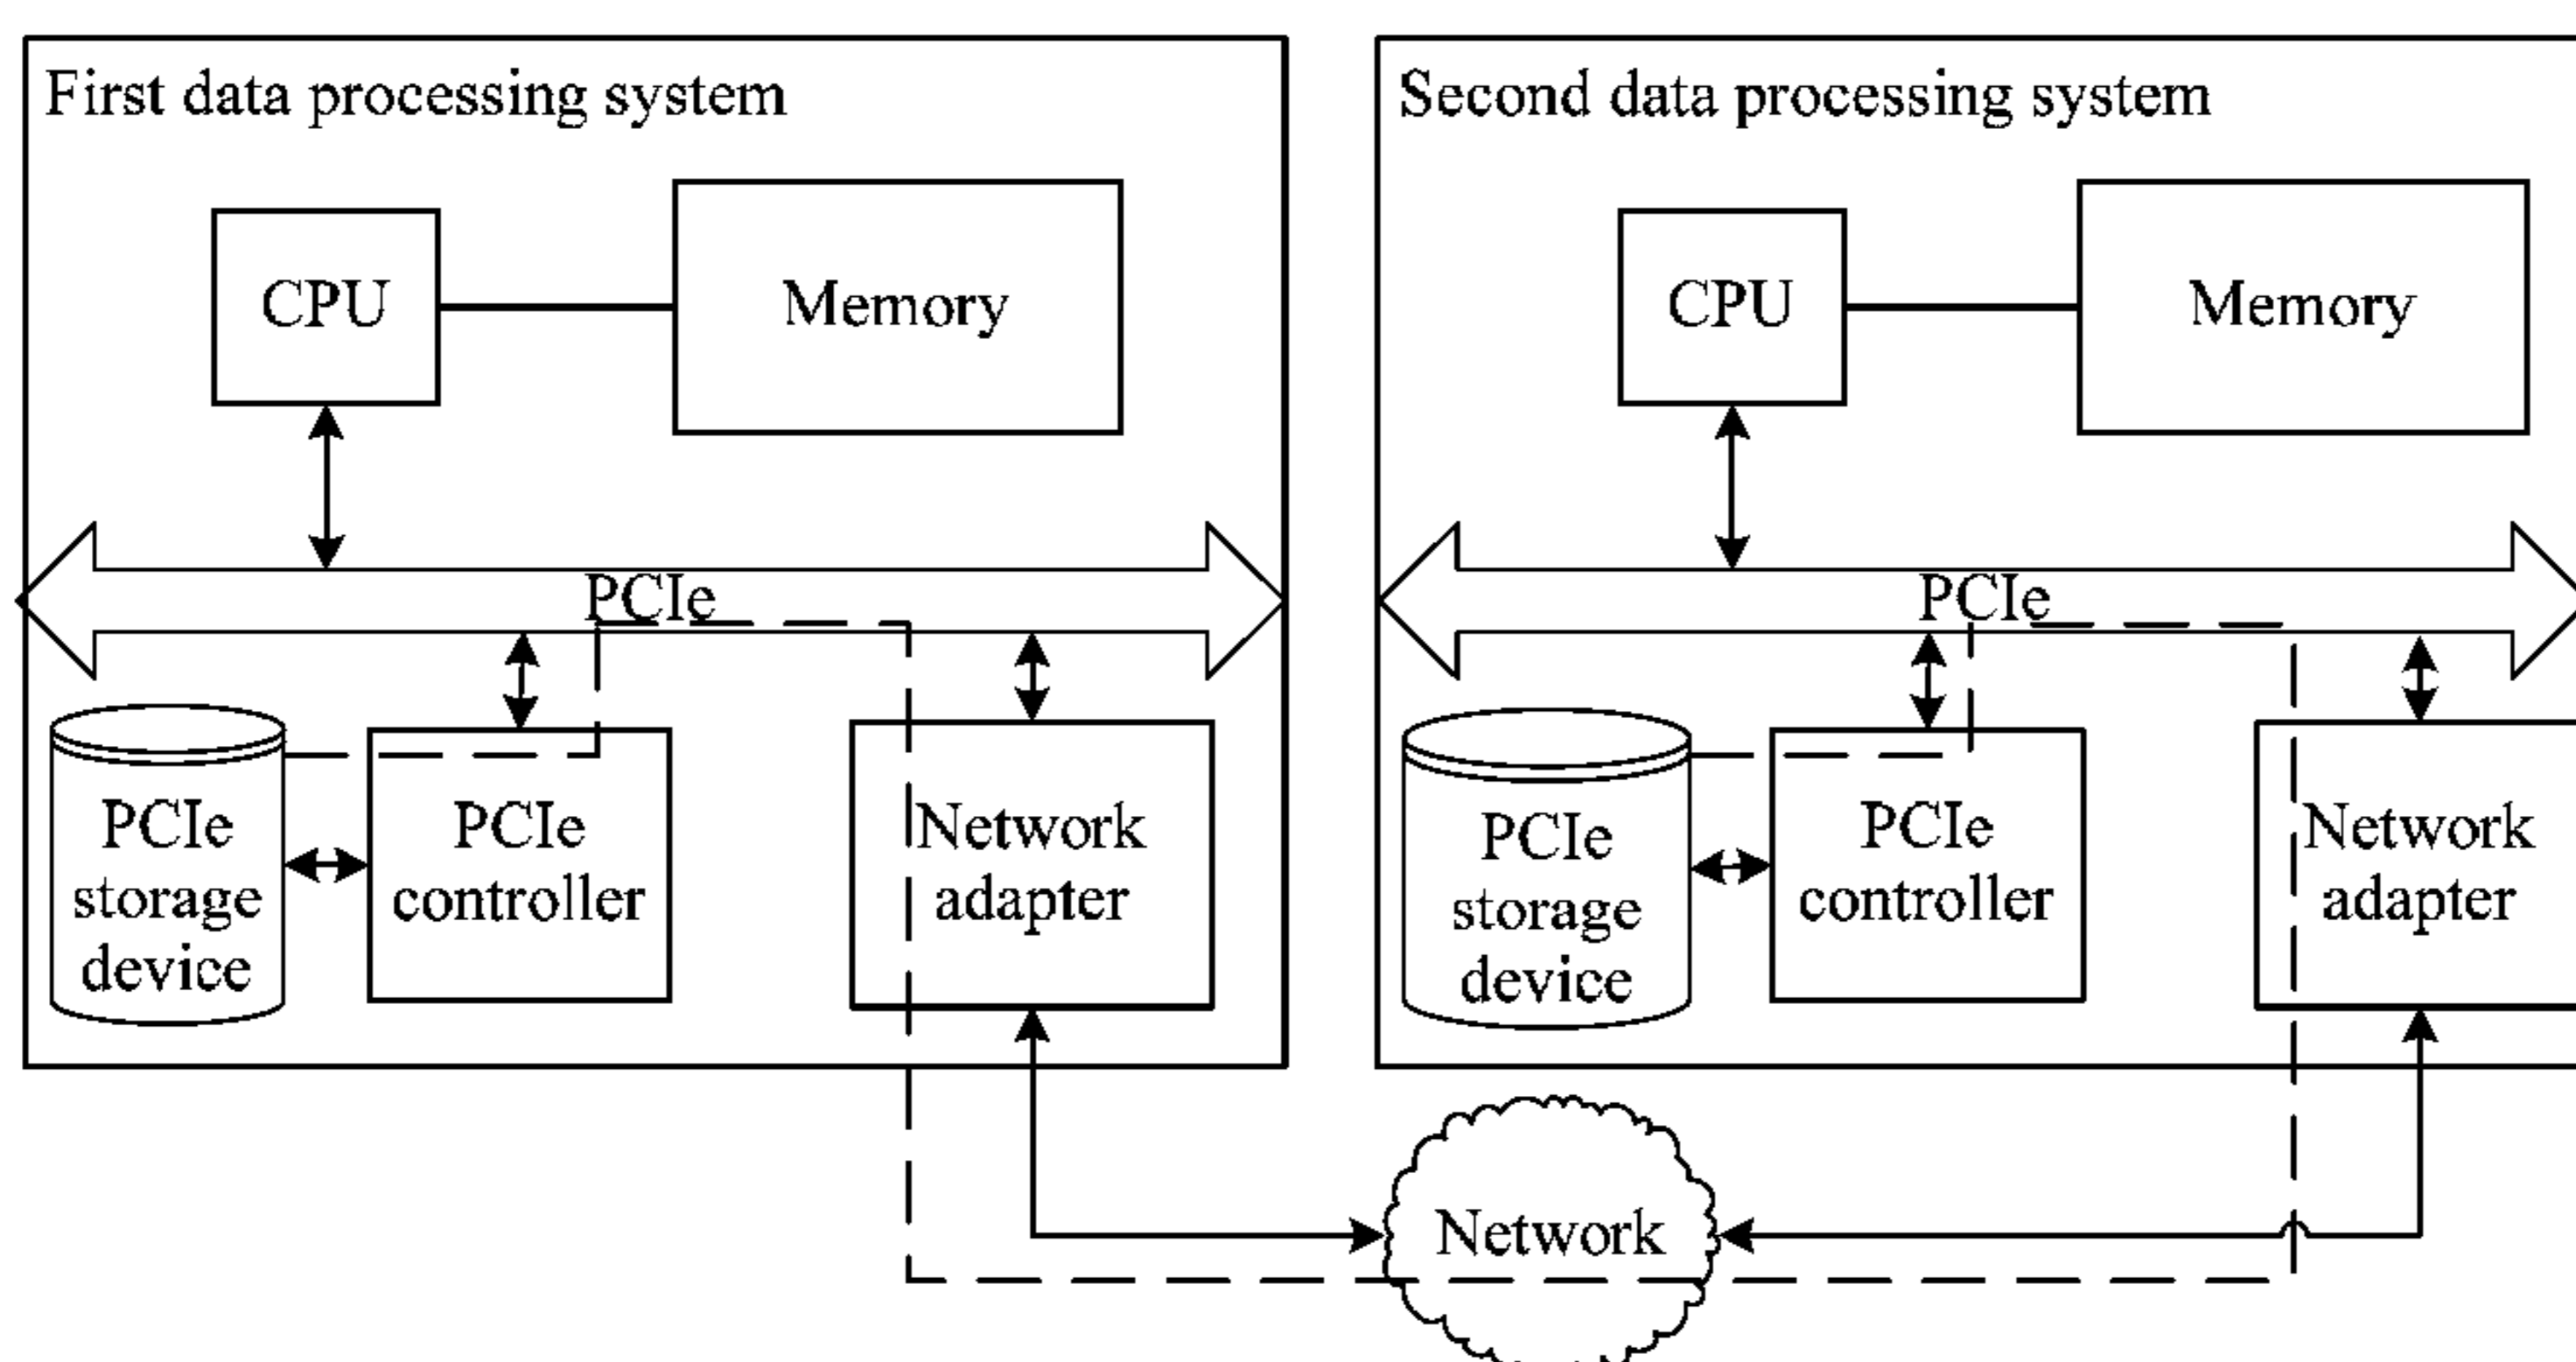 First data processing system
CPU
Memory
PCIe
PCIe
storage
device
PCIe
controller
Network
adapter
Second data processing system
CPU
Memory
PCIe
PCIe
storage
device
PCIe
controller
Network
adapter
Network